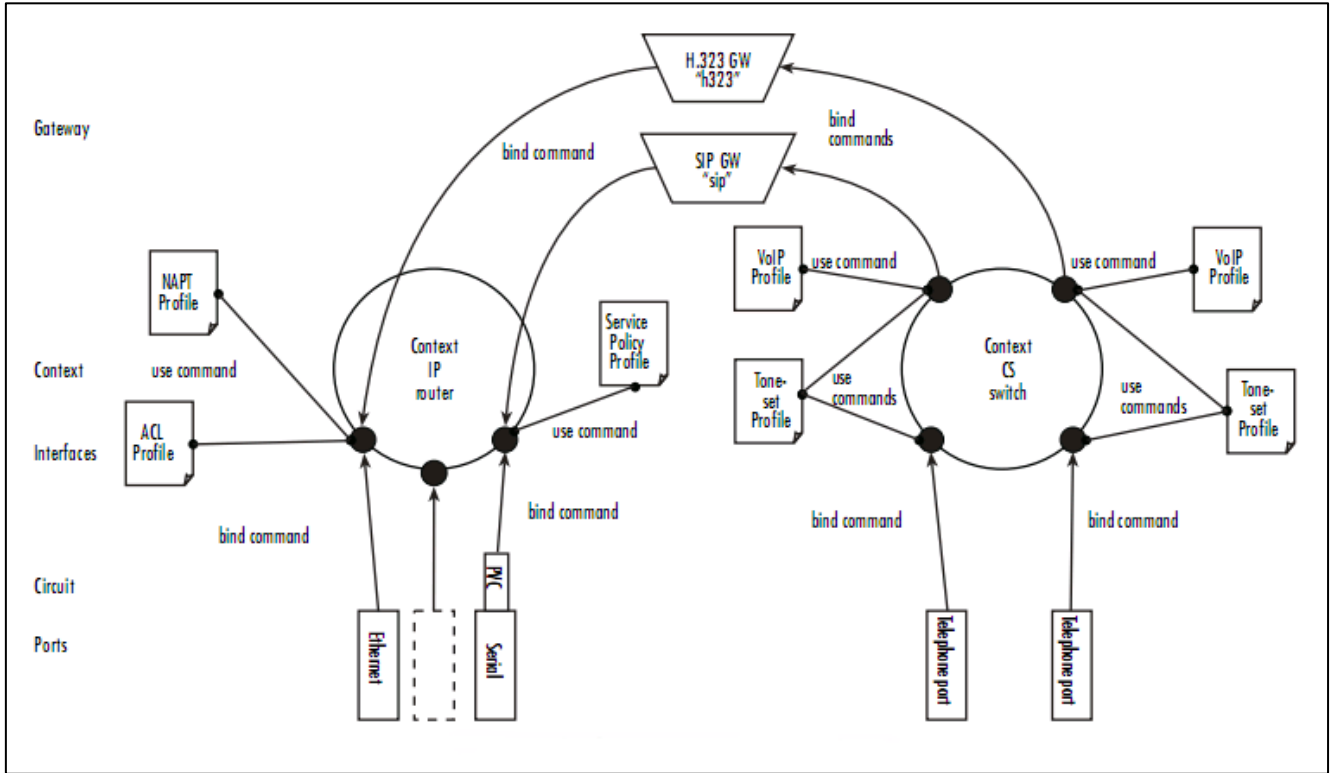 H.323 GW
“h323”
Gateway
bind
commands
bind command
SIP GW
“sip”
VoIP
Profile
use command
use command
VoIP
Profile
NAPT
Profile
Service
Policy
Profile
Context
IP
router
Context
CS
switch
Context
use command
Tone-
set Profile
use
commands
use
commands
Tone-
set Profile
ACL
Profile
use command
Interfaces
bind command
bind command
bind command
bind command
Circuit
PVC
Ports
Ethernet
Serial
Telephone port
Telephone port